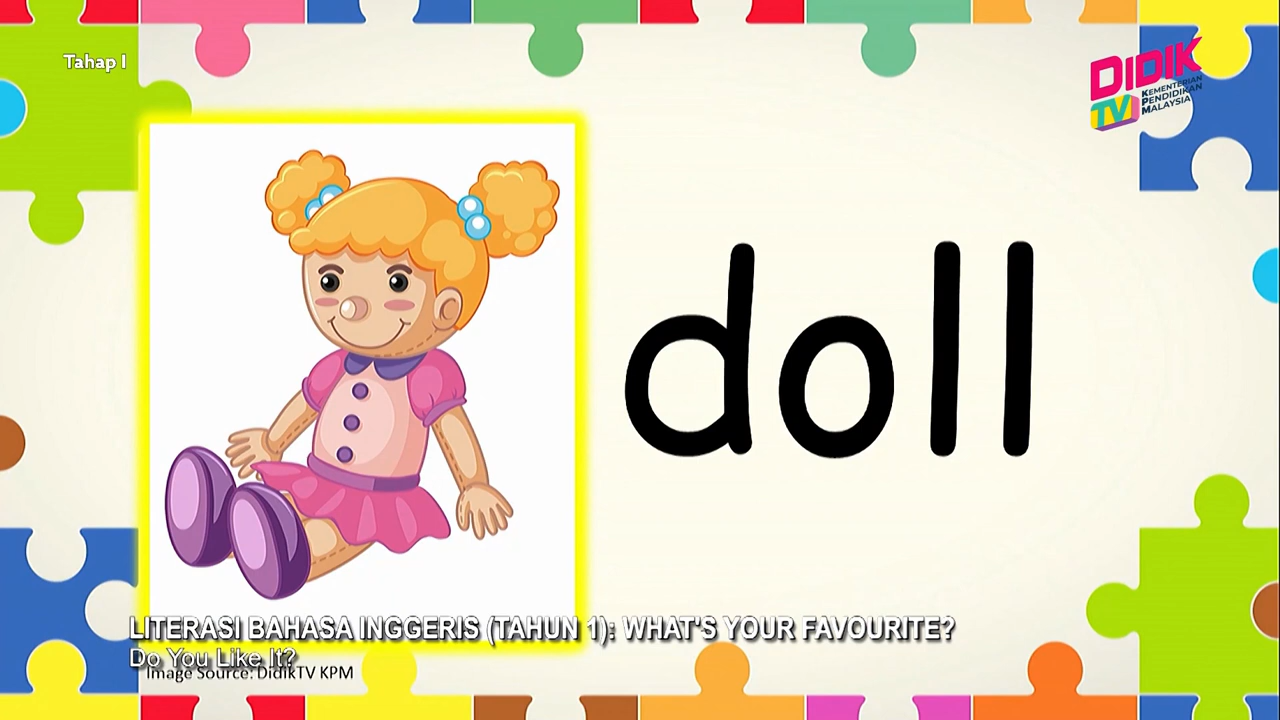 Tahap I
DIDIK
TV
KEMENTERIAN
PENDIDIKAN
MALAYSIA
doll
LITERASI BAHASA INGGERIS (TAHUN 1): WHAT'S YOUR FAVOURITE?
Do You Like It?
Image Source: DidikTV KPM